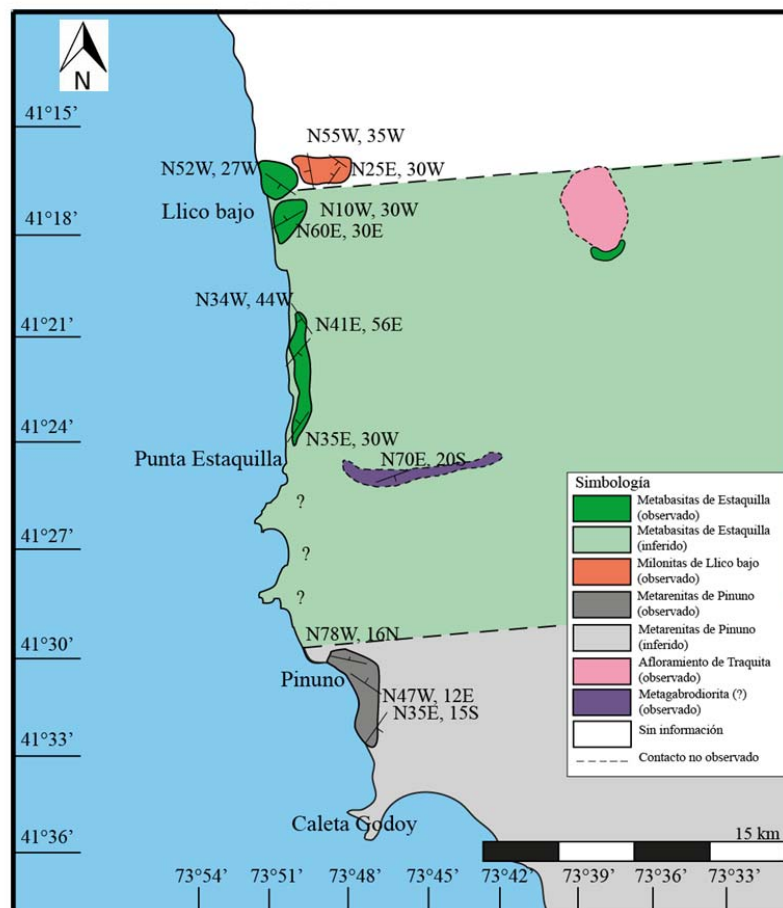 N
41°15'
N55W, 35W
N52W, 27W
N25E, 30W
Llico bajo
N10W, 30W
41°18'
N60E, 30E
N34W, 44W
N41E, 56E
41°21'
41°24'
N35E, 30W
Punta Estaquilla
N70E, 20S
?
41°27'
?
?
N78W, 16N
41°30'
Pinuno
N47W, 12E
N35E, 15S
41°33'
Caleta Godoy
41°36'
Simbología
Metabasitas de Estaquilla
(observado)
Metabasitas de Estaquilla
(inferido)
Milonitas de Llico bajo
(observado)
Metarenitas de Pinuno
(observado)
Metarenitas de Pinuno
(inferido)
Afloramiento de Traquita
(observado)
Metagabrodiorita (?)
(observado)
Sin información
Contacto no observado
15 km
73°54' 73°51' 73°48' 73°45' 73°42' 73°39' 73°36' 73°33'